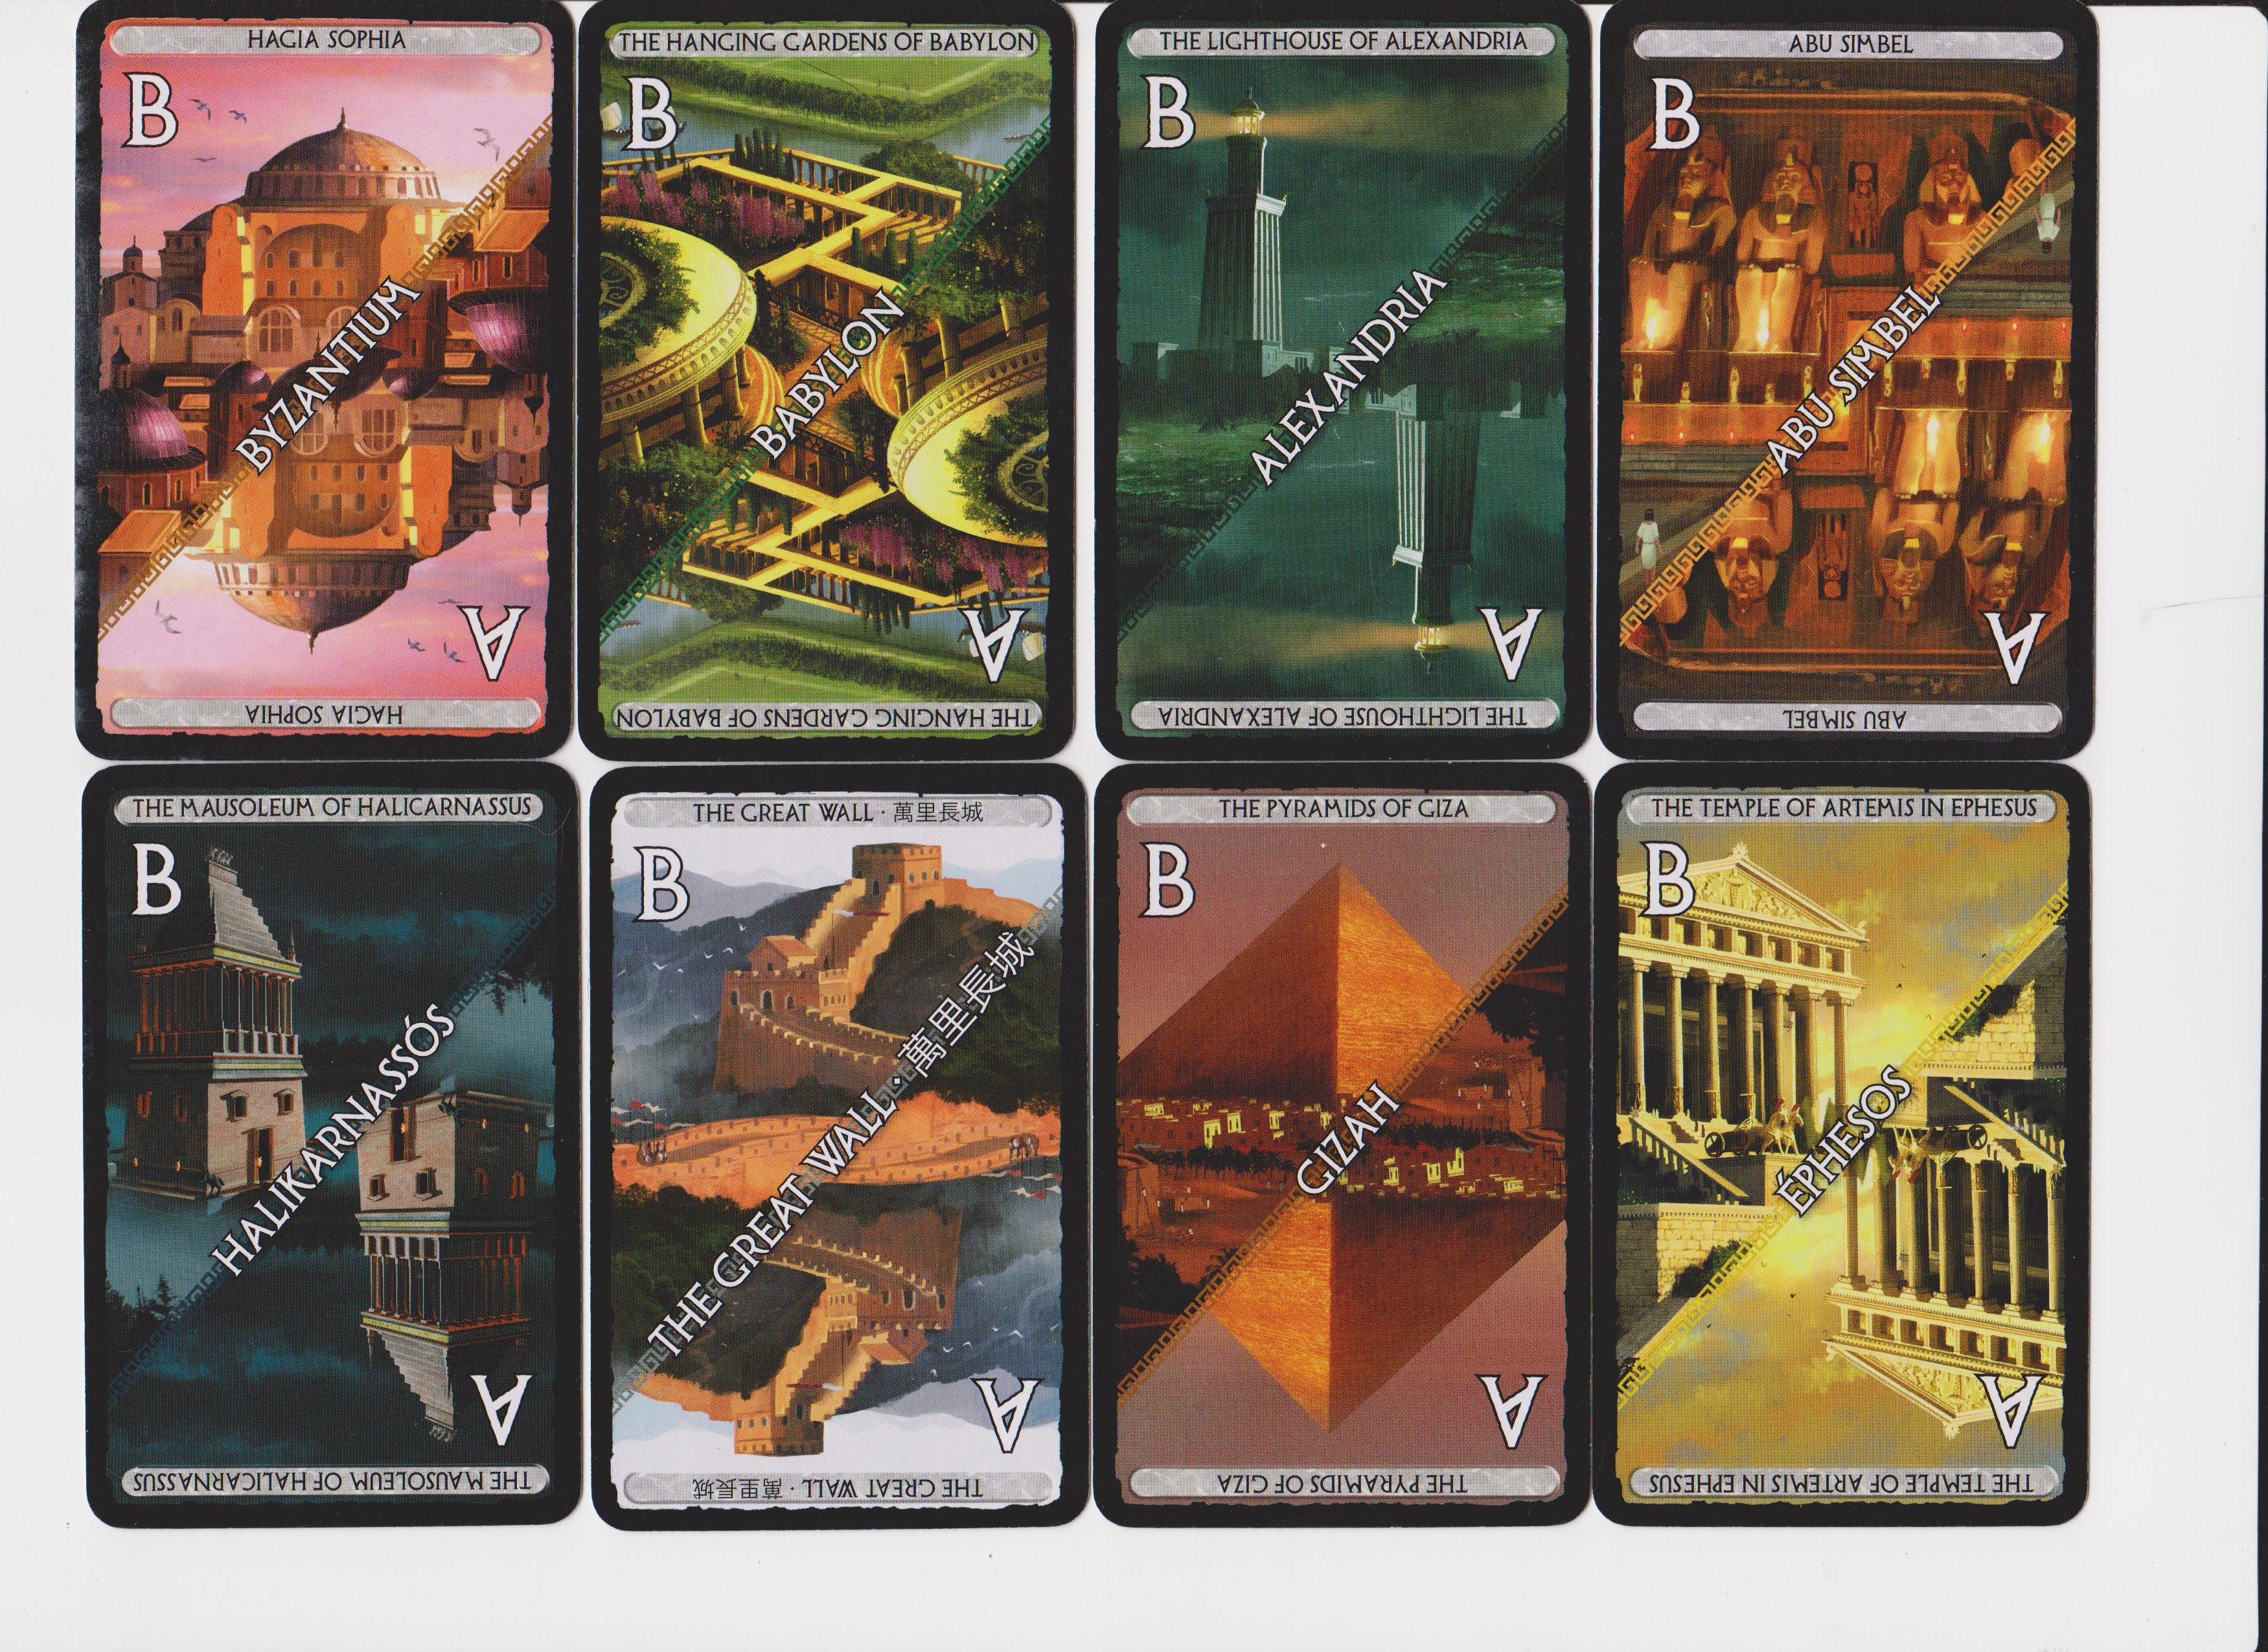 HAGIA SOPHIA
B
BYZANTIUM
A
HAGIA SOPHIA
THE HANGING GARDENS OF BABYLON
B
BABYLON
A
THE HANGING GARDENS OF BABYLON
THE LIGHTHOUSE OF ALEXANDRIA
B
ALEXANDRIA
A
THE LIGHTHOUSE OF ALEXANDRIA
ABU SIMBEL
B
ABU SIMBEL
A
ABU SIMBEL
THE MAUSOLEUM OF HALICARNASSUS
B
HALIKARNASSÓS
A
THE MAUSOLEUM OF HALICARNASSUS
THE GREAT WALL · 萬里長城
B
THE GREAT WALL · 萬里長城
A
THE GREAT WALL · 萬里長城
THE PYRAMIDS OF GIZA
B
GIZAH
A
THE PYRAMIDS OF GIZA
THE TEMPLE OF ARTEMIS IN EPHESUS
B
ÉPHESOS
A
THE TEMPLE OF ARTEMIS IN EPHESUS